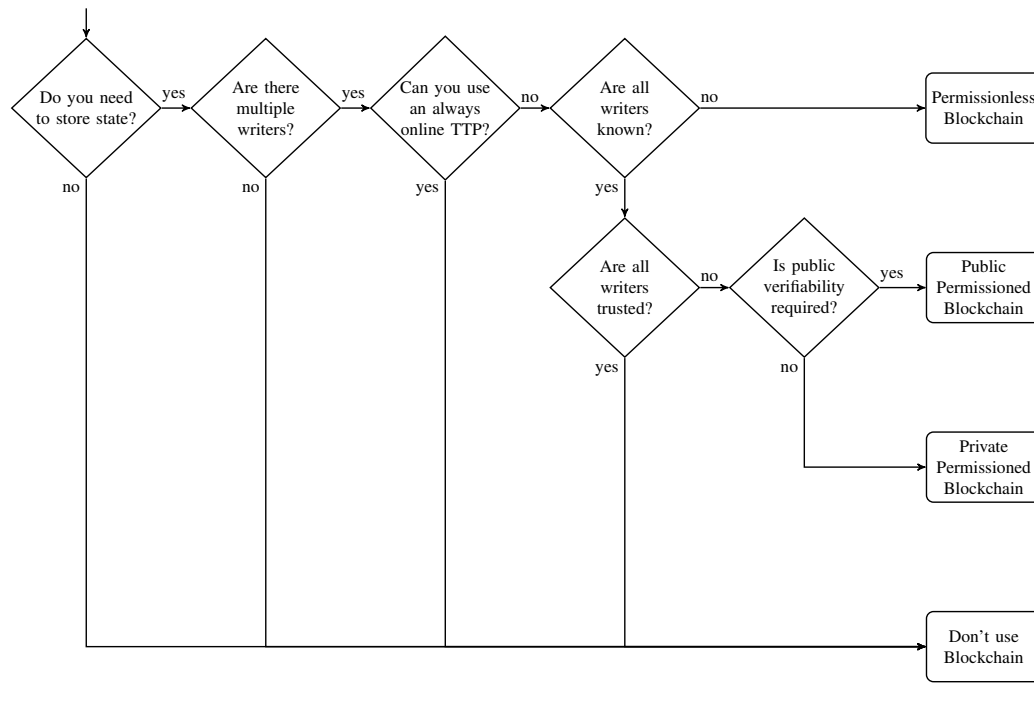 Do you need
to store state?
yes
no
Are there
multiple
writers?
yes
no
Can you use
an always
online TTP?
no
yes
Are all
writers
known?
no
yes
Permissionless
Blockchain
Are all
writers
trusted?
no
yes
Is public
verifiability
required?
yes
no
Public
Permissioned
Blockchain
Private
Permissioned
Blockchain
Don't use
Blockchain